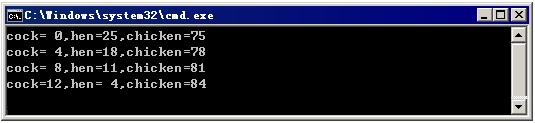 C:\Windows\system32\cmd.exe
cock= 0,hen=25,chicken=75
cock= 4,hen=18,chicken=78
cock= 8,hen=11,chicken=81
cock=12,hen= 4,chicken=84